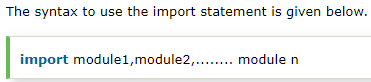 The syntax to use the import statement is given below.
import module1,module2,........ module n